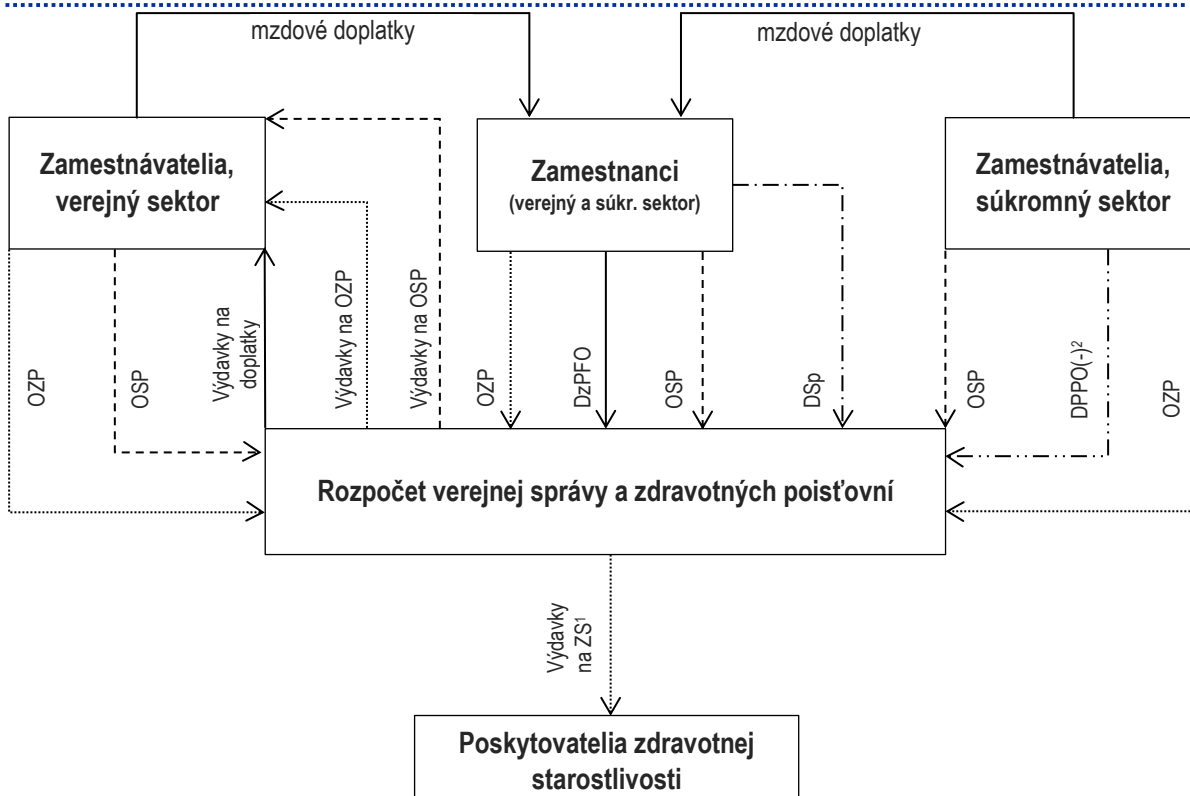 mzdové doplatky
mzdové doplatky
Zamestnávatelia,
verejný sektor
Zamestnanci
(verejný a súkr. sektor)
Zamestnávatelia,
súkromný sektor
OZP
OSP
Výdavky na
doplatky
Výdavky na OZP
Výdavky na OSP
OZP
DzPFO
OSP
DSp
OSP
DPPO(-)²
OZP
Rozpočet verejnej správy a zdravotných poisťovní
Výdavky
na ZS¹
Poskytovatelia zdravotnej
starostlivosti